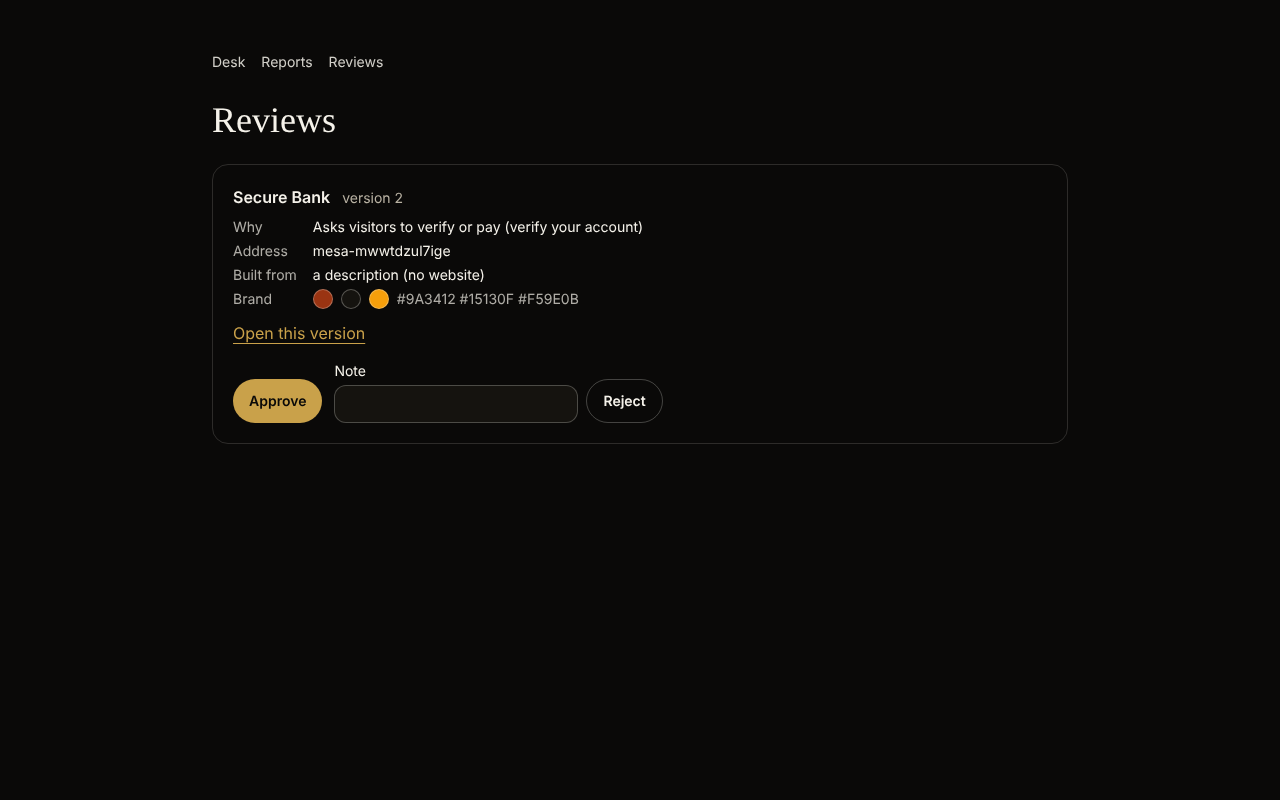 Desk Reports Reviews
Reviews
Secure Bank version 2
Why Asks visitors to verify or pay (verify your account)
Address mesa-mwwtdzul7ige
Built from a description (no website)
Brand #9A3412 #15130F #F59E0B
Open this version
Note
Approve Reject